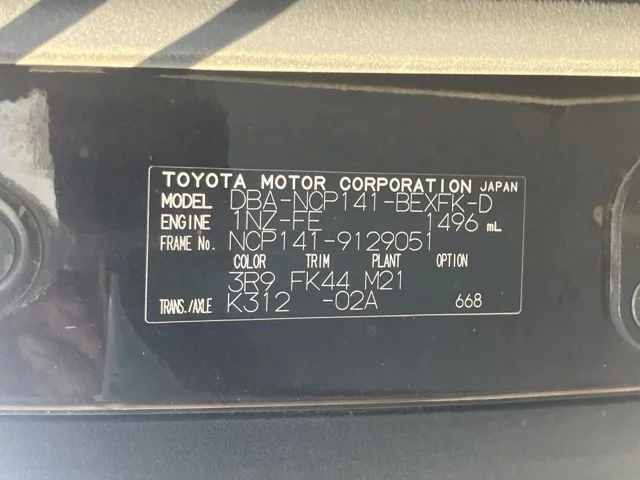 TOYOTA MOTOR CORPORATION JAPAN
MODEL DBA-NCP141-BEXFK-D
ENGINE 1NZ-FE 1496 mL
FRAME No. NCP141-9129051
COLOR TRIM PLANT OPTION
3R9 FK44 M21
TRANS./AXLE K312 -02A 668